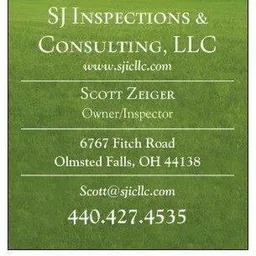 SJ Inspections &
Consulting, LLC
www.sjicllc.com
Scott Zeiger
Owner/Inspector
6767 Fitch Road
Olmsted Falls, OH 44138
Scott@sjicllc.com
440.427.4535